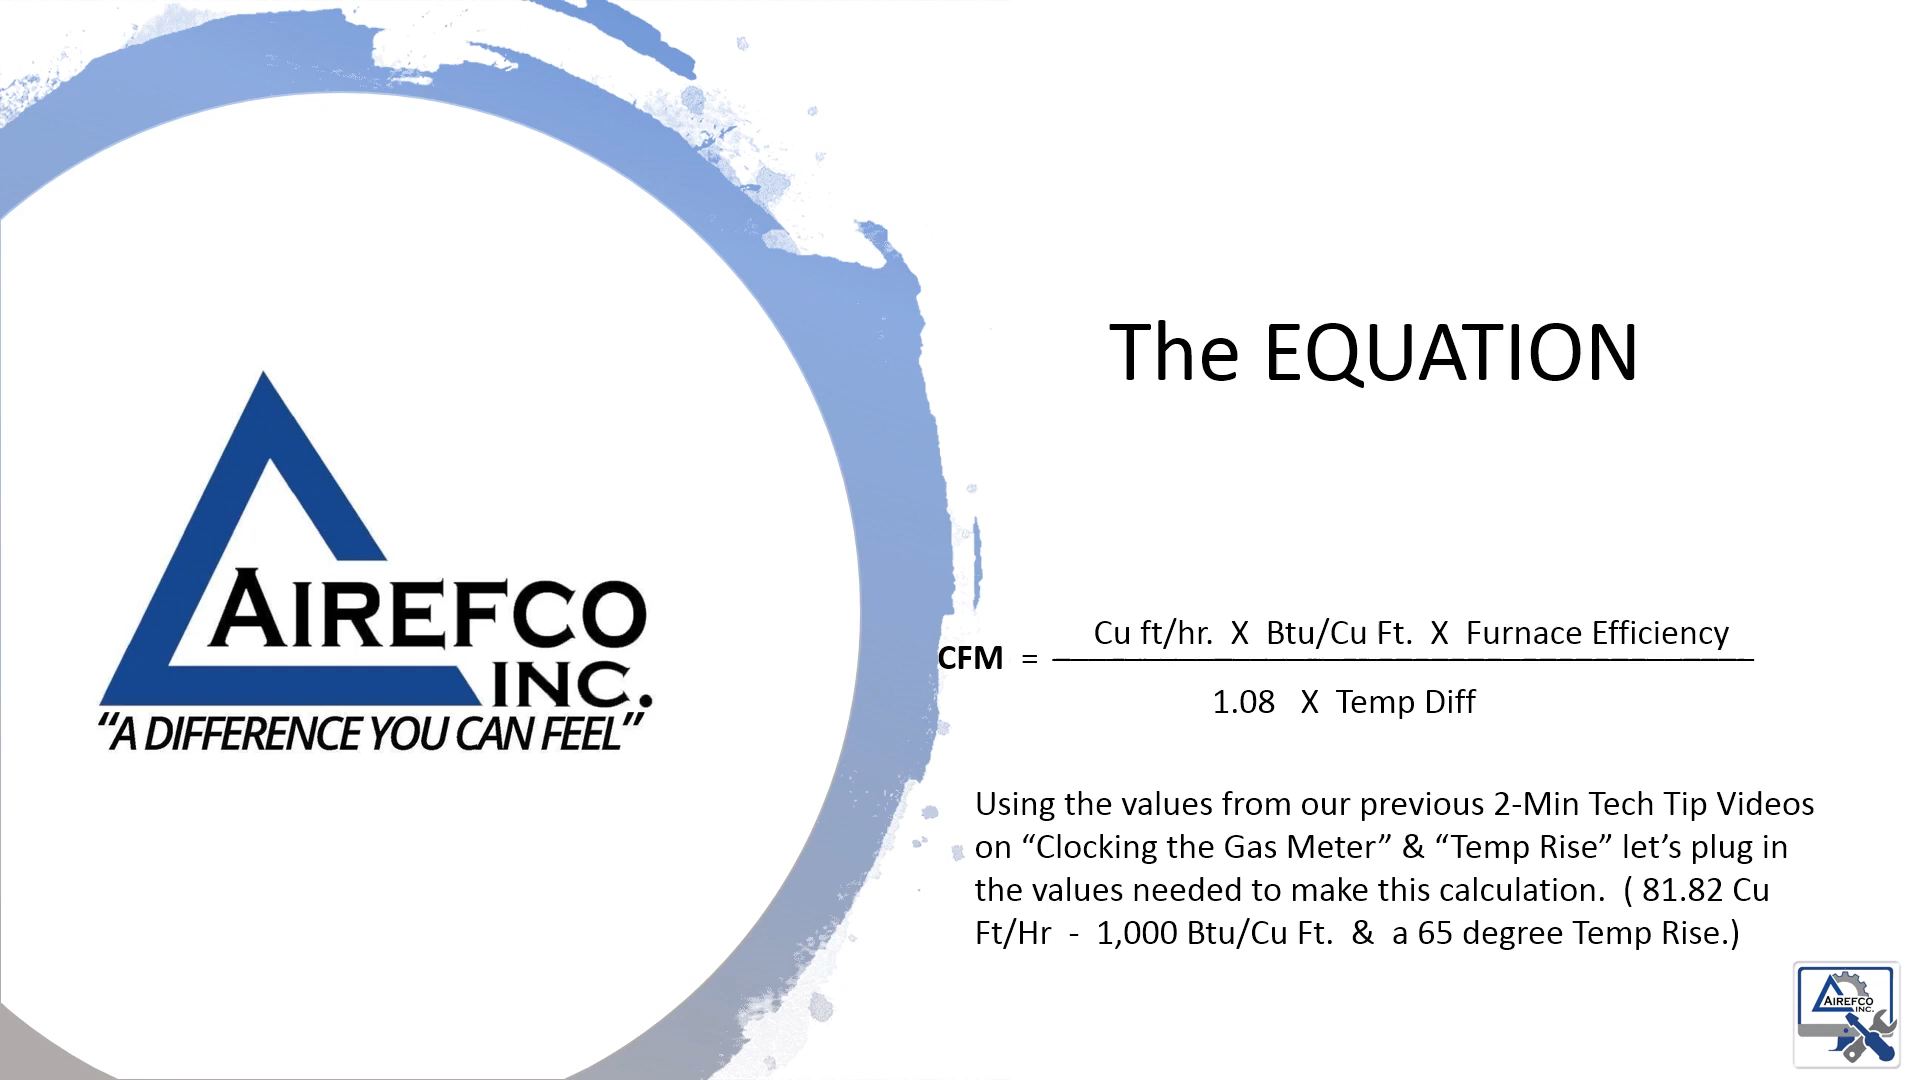 AIREFCO
INC.
“A DIFFERENCE YOU CAN FEEL”
The EQUATION
Cu ft/hr. X Btu/Cu Ft. X Furnace Efficiency
CFM =
1.08 X Temp Diff
Using the values from our previous 2-Min Tech Tip Videos
on “Clocking the Gas Meter” & “Temp Rise” let’s plug in
the values needed to make this calculation. ( 81.82 Cu
Ft/Hr - 1,000 Btu/Cu Ft. & a 65 degree Temp Rise.)
AIREFCO
INC.